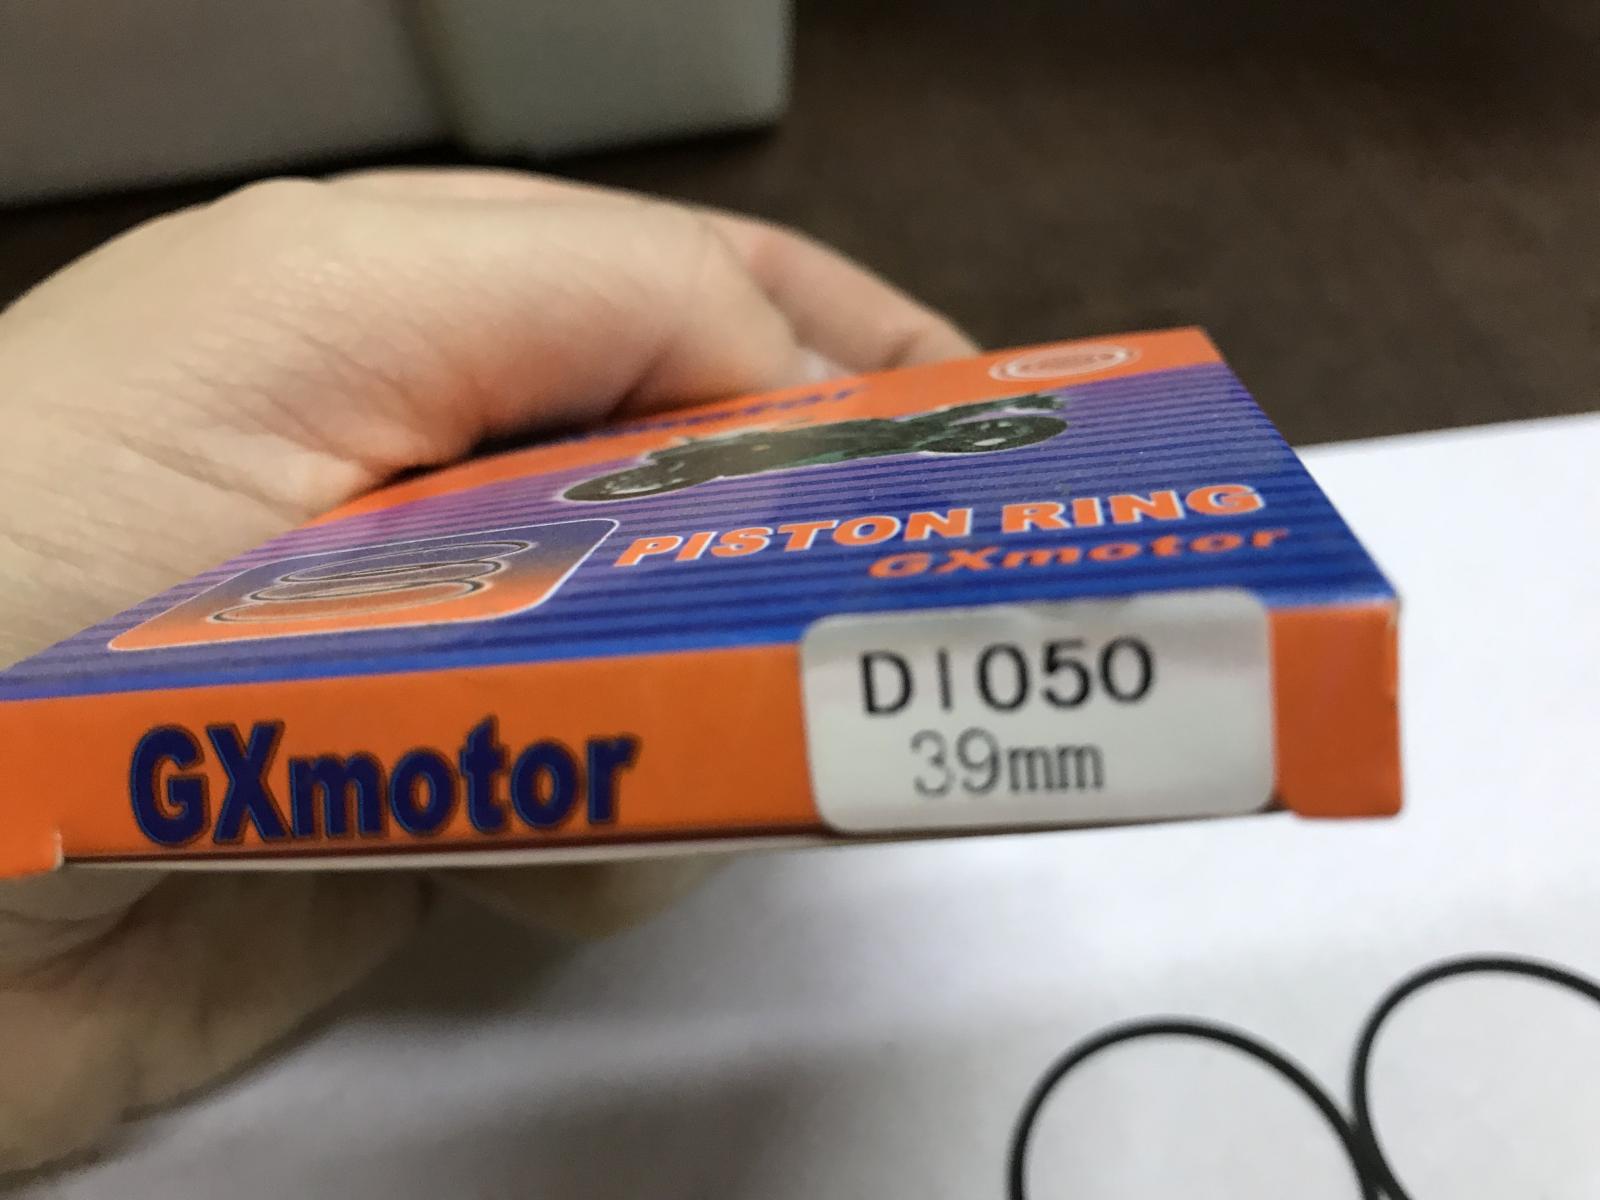 PISTON RING
GXmotor
GXmotor
DIO50
39mm